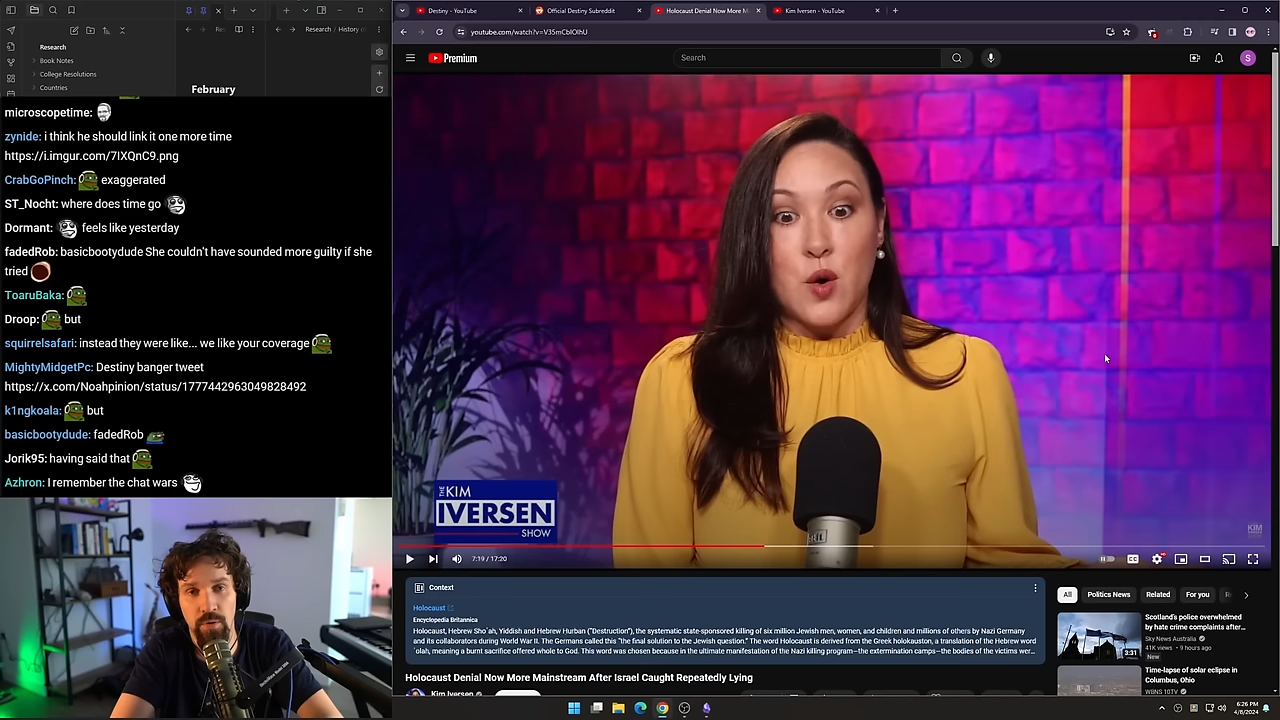 Research
Book Notes
College Resolutions
Countries
Res
Research / History (
February
microscopetime:
zynide: i think he should link it one more time
https://i.imgur.com/7IXQnC9.png
CrabGoPinch: exaggerated
ST_Nocht: where does time go
Dormant: feels like yesterday
fadedRob: basicbootydude She couldn't have sounded more guilty if she
tried
ToaruBaka:
Droop: but
squirrelsafari: instead they were like... we like your coverage
MightyMidgetPc: Destiny banger tweet
https://x.com/Noahpinion/status/1777442963049828492
k1ngkoala: but
basicbootydude: fadedRob
Jorik95: having said that
Azhron: I remember the chat wars
Destiny - YouTube
Official Destiny Subreddit
Holocaust Denial Now More M
Kim Iversen - YouTube
youtube.com/watch?v=V35mCbIOlhU
Premium
Search
S
THE KIM
IVERSEN
SHOW
KIM
7:19 / 17:20
CC
Context
Holocaust
Encyclopedia Britannica
Holocaust, Hebrew Shoʾah, Yiddish and Hebrew Hurban ("Destruction"), the systematic state-sponsored killing of six million Jewish men, women, and children and millions of others by Nazi Germany
and its collaborators during World War II. The Germans called this "the final solution to the Jewish question." The word Holocaust is derived from the Greek holokauston, a translation of the Hebrew word
ʿolah, meaning a burnt sacrifice offered whole to God. This word was chosen because in the ultimate manifestation of the Nazi killing program—the extermination camps—the bodies of the victims wer...
Holocaust Denial Now More Mainstream After Israel Caught Repeatedly Lying
Kim Iversen
All
Politics News
Related
For you
3:31
Scotland's police overwhelmed
by hate crime complaints after...
Sky News Australia
41K views • 9 hours ago
New
Time-lapse of solar eclipse in
Columbus, Ohio
WBNS 10TV
6:26 PM
4/8/2024